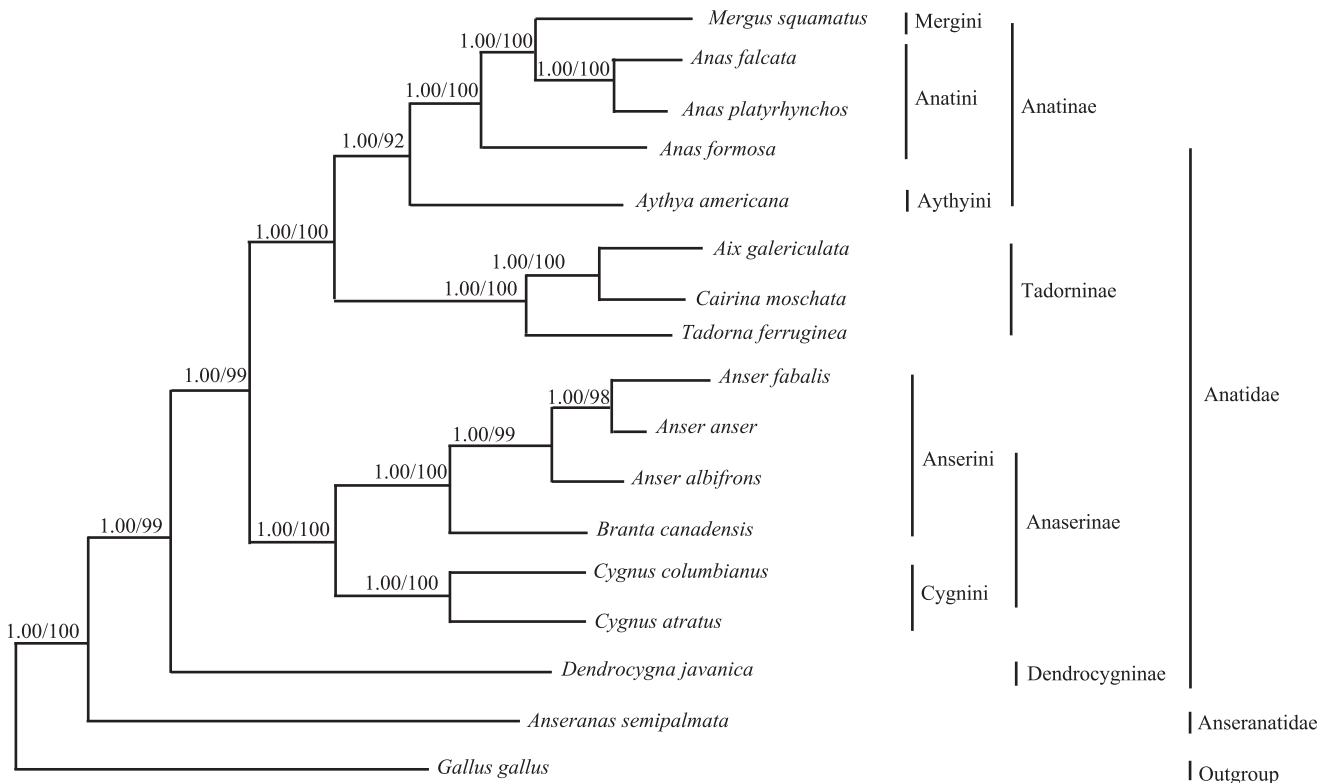 Mergus squamatus
Mergini
1.00/100
Anas falcata
1.00/100
1.00/100
Anatini
Anatinae
Anas platyrhynchos
1.00/92
Anas formosa
Aythya americana
Aythyini
1.00/100
Aix galericulata
1.00/100
1.00/100
Tadorninae
Cairina moschata
Tadorna ferruginea
1.00/99
Anser fabalis
1.00/98
Anatidae
Anser anser
1.00/99
Anserini
1.00/100
Anser albifrons
1.00/99
1.00/100
Branta canadensis
Anaserinae
Cygnus columbianus
1.00/100
Cygnini
Cygnus atratus
1.00/100
Dendrocygna javanica
Dendrocygninae
Anseranas semipalmata
Anseranatidae
Gallus gallus
Outgroup